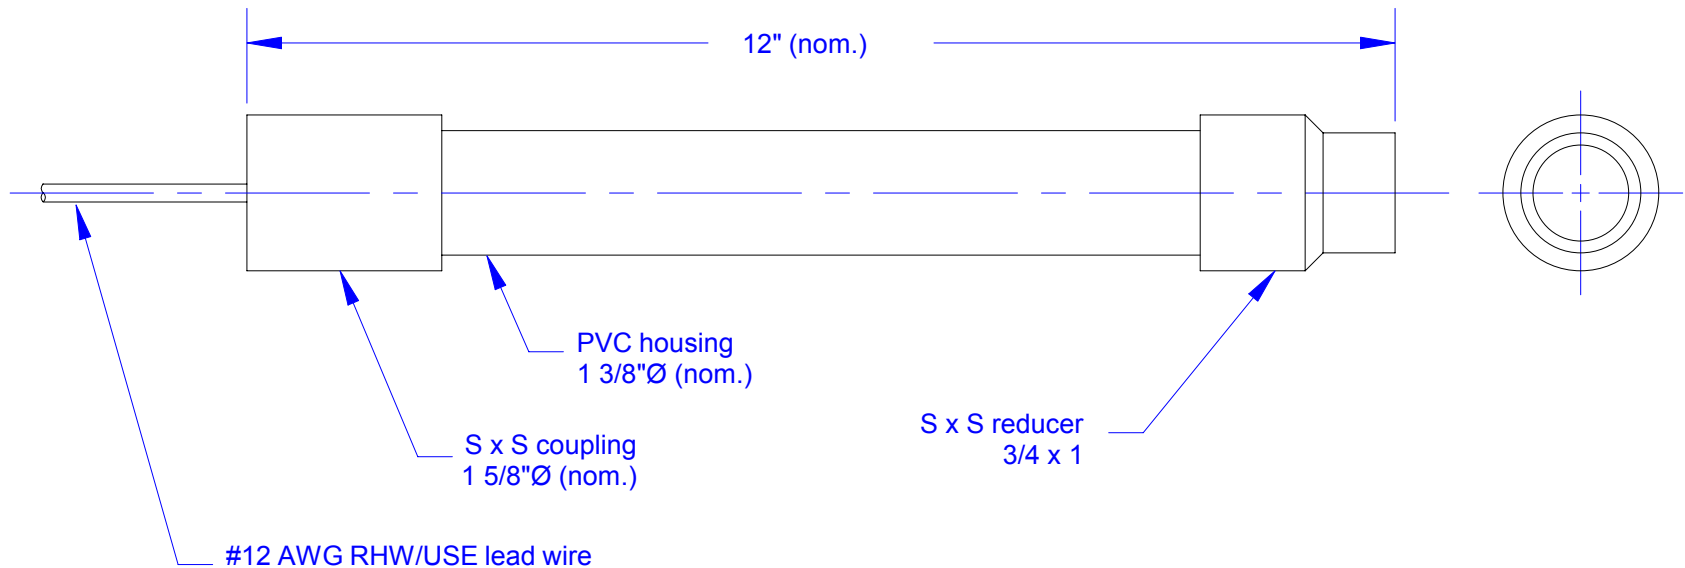 12" (nom.)
PVC housing
1 3/8"Ø (nom.)
S x S reducer
3/4 x 1
S x S coupling
1 5/8"Ø (nom.)
#12 AWG RHW/USE lead wire